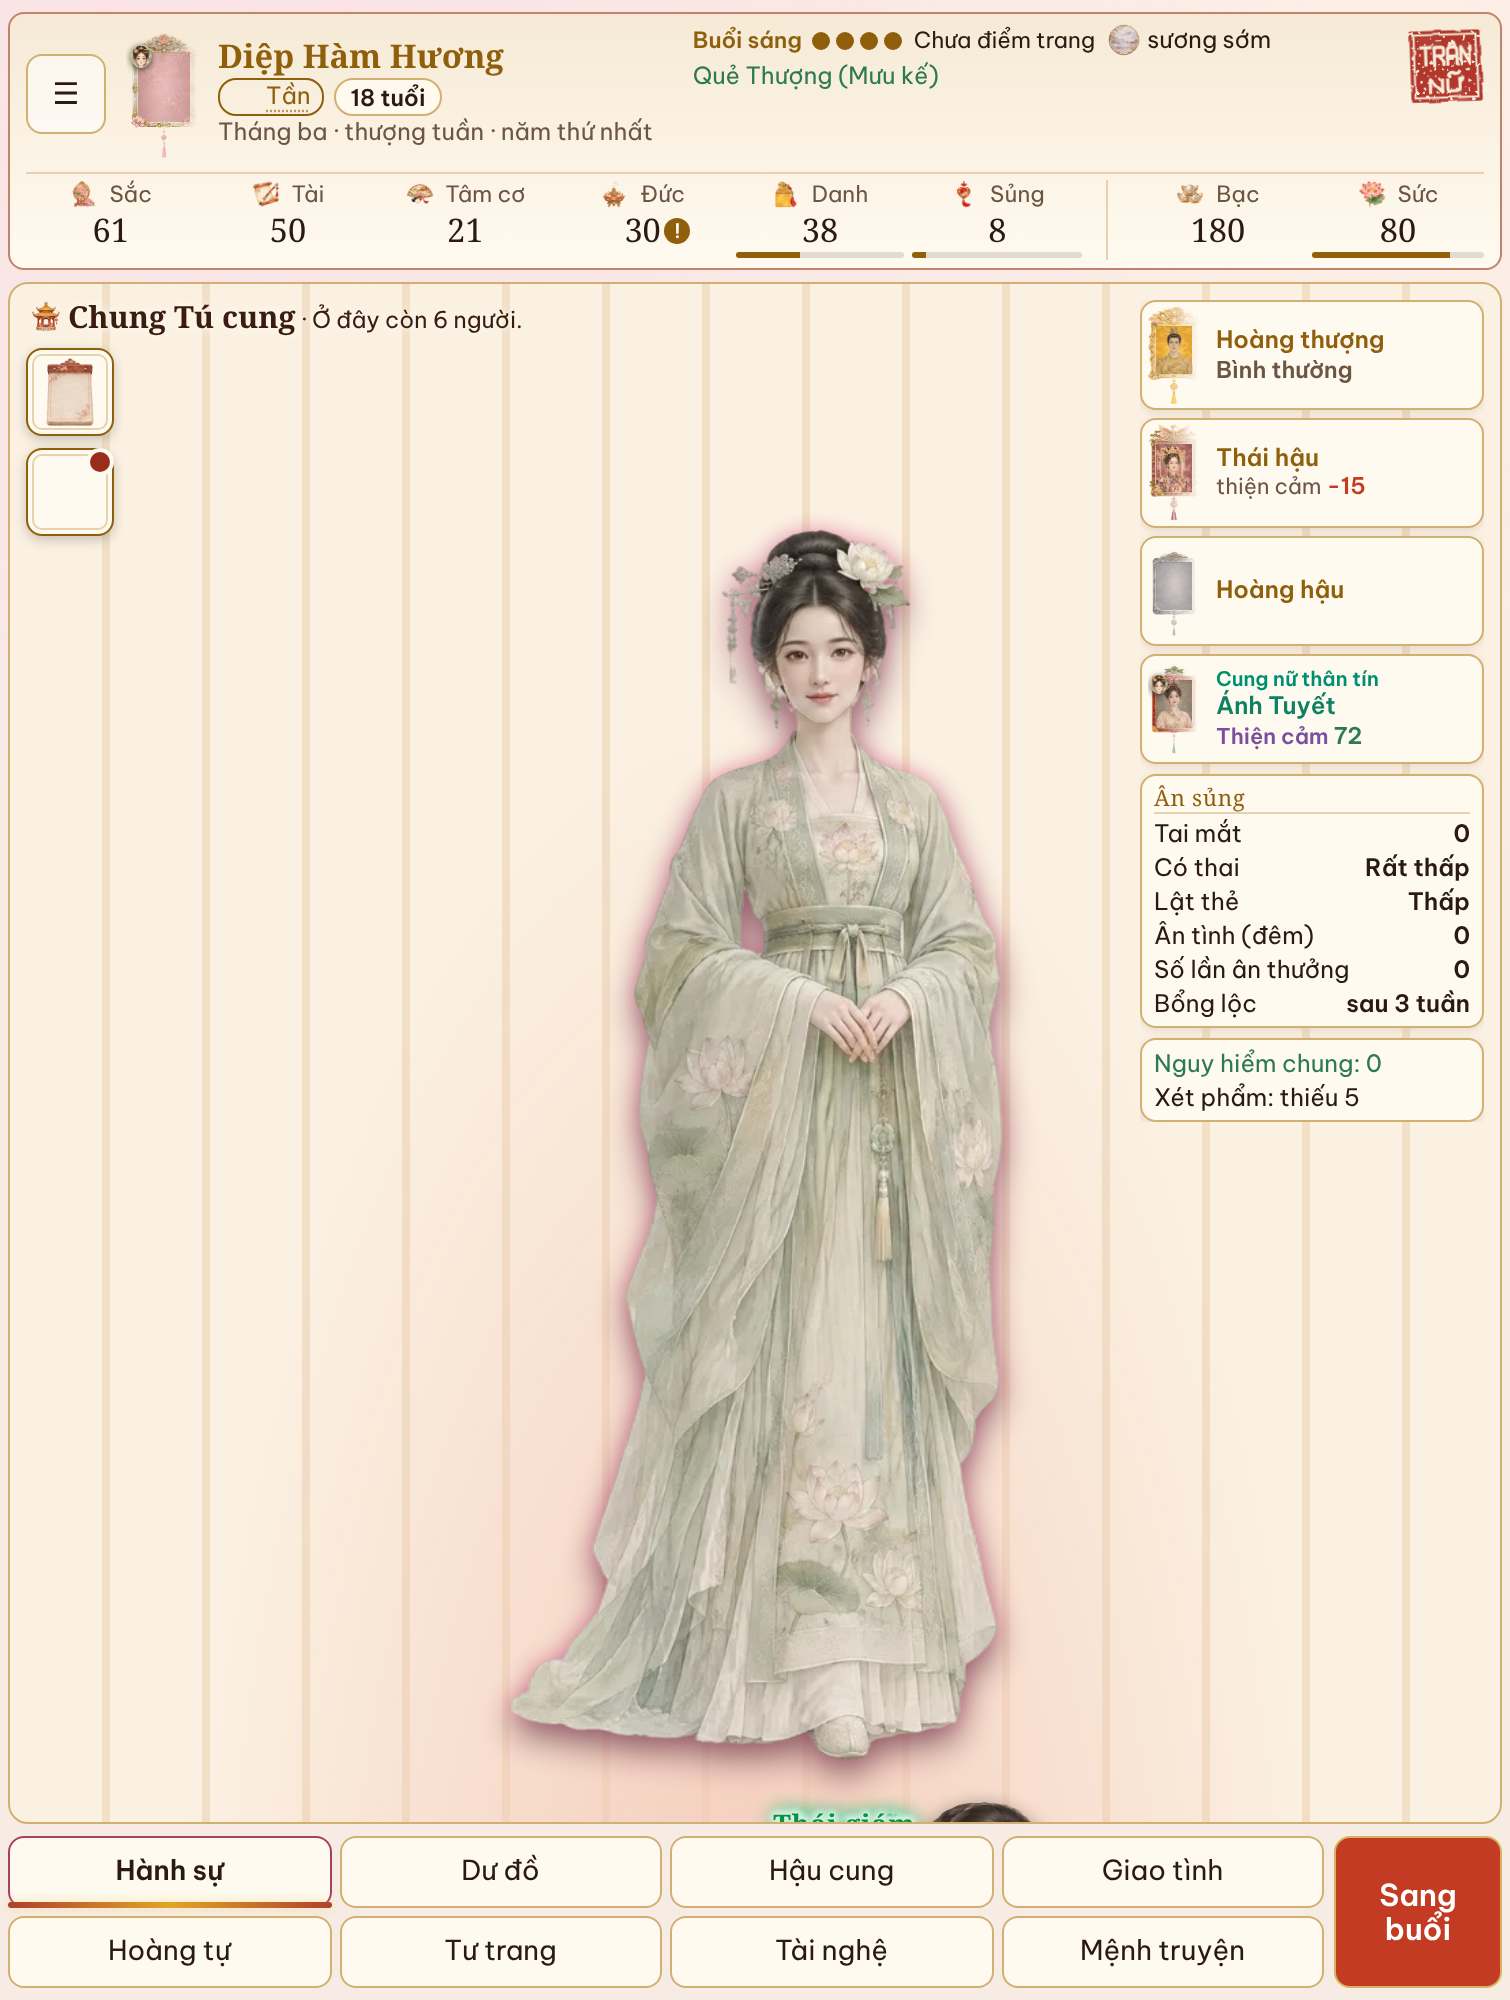 ☰
Diệp Hàm Hương
Tần
18 tuổi
Tháng ba · thượng tuần · năm thứ nhất
Buổi sáng
Chưa điểm trang
sương sớm
Quẻ Thượng (Mưu kế)
TRÂN
NỮ
Sắc
61
Tài
50
Tâm cơ
21
Đức
30 !
Danh
38
Sủng
8
Bạc
180
Sức
80
Chung Tú cung · Ở đây còn 6 người.
Hoàng thượng
Bình thường
Thái hậu
thiện cảm -15
Hoàng hậu
Cung nữ thân tín
Ánh Tuyết
Thiện cảm 72
Ân sủng
Tai mắt 0
Có thai Rất thấp
Lật thẻ Thấp
Ân tình (đêm) 0
Số lần ân thưởng 0
Bổng lộc sau 3 tuần
Nguy hiểm chung: 0
Xét phẩm: thiếu 5
Thái giám
Hành sự
Dư đồ
Hậu cung
Giao tình
Hoàng tự
Tư trang
Tài nghệ
Mệnh truyện
Sang
buổi